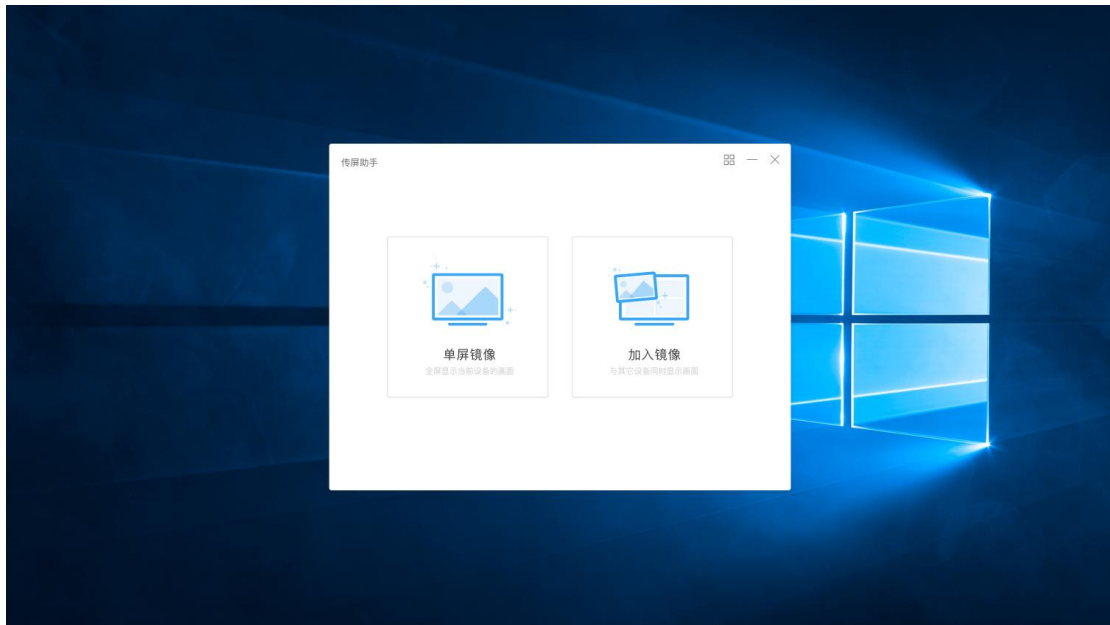 传屏助手
单屏镜像
全屏显示当前设备的画面
加入镜像
与其它设备同时显示画面